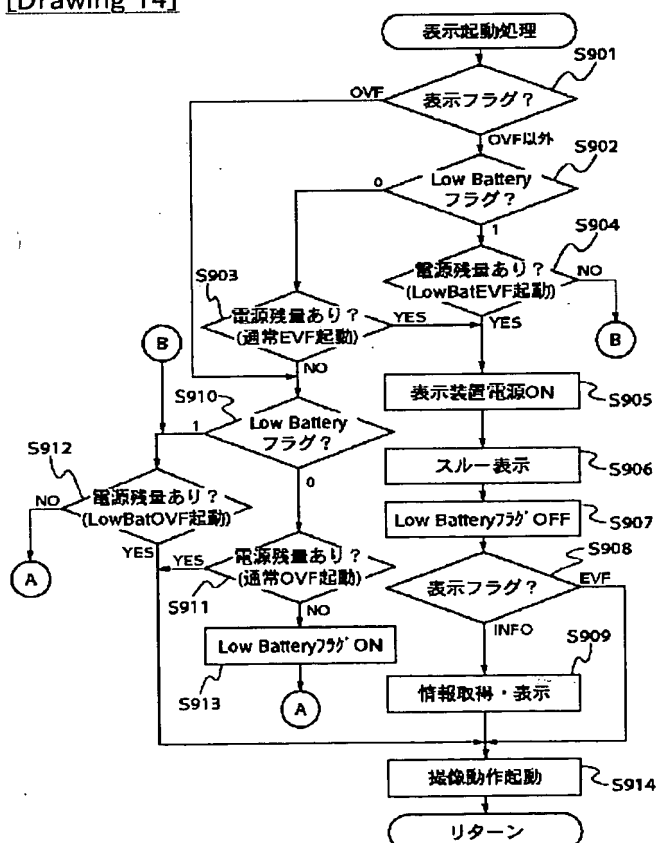 [Drawing 14]
表示起動処理
S901
表示フラグ？
OVF
OVF以外
S902
Low Battery
フラグ？
0
1
S904
電源残量あり？
(LowBatEVF起動)
NO
YES
B
S903
電源残量あり？
(通常EVF起動)
YES
NO
B
表示装置電源ON
S905
S910
Low Battery
フラグ？
1
0
スルー表示
S906
S912
電源残量あり？
(LowBatOVF起動)
NO
YES
A
Low Batteryﾌﾗｸﾞ OFF
S907
S908
表示フラグ？
EVF
INFO
電源残量あり？
(通常OVF起動)
YES
S911
NO
Low Batteryﾌﾗｸﾞ ON
S913
A
S909
情報取得・表示
撮像動作起動
S914
リターン